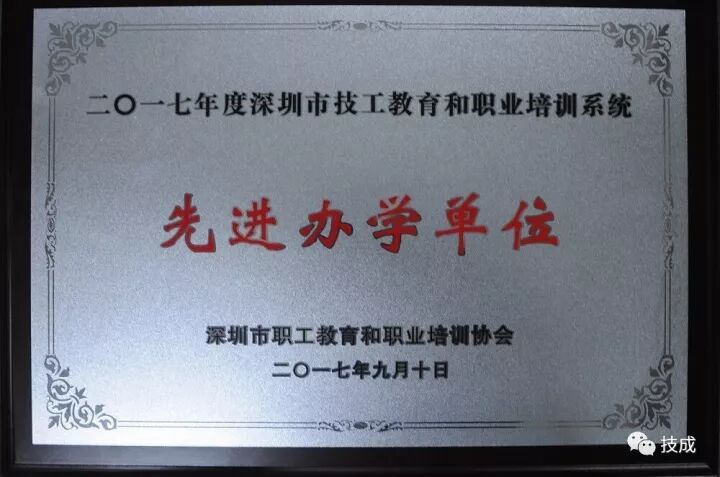 二〇一七年度深圳市技工教育和职业培训系统
先进办学单位
深圳市职工教育和职业培训协会
二〇一七年九月十日
技成